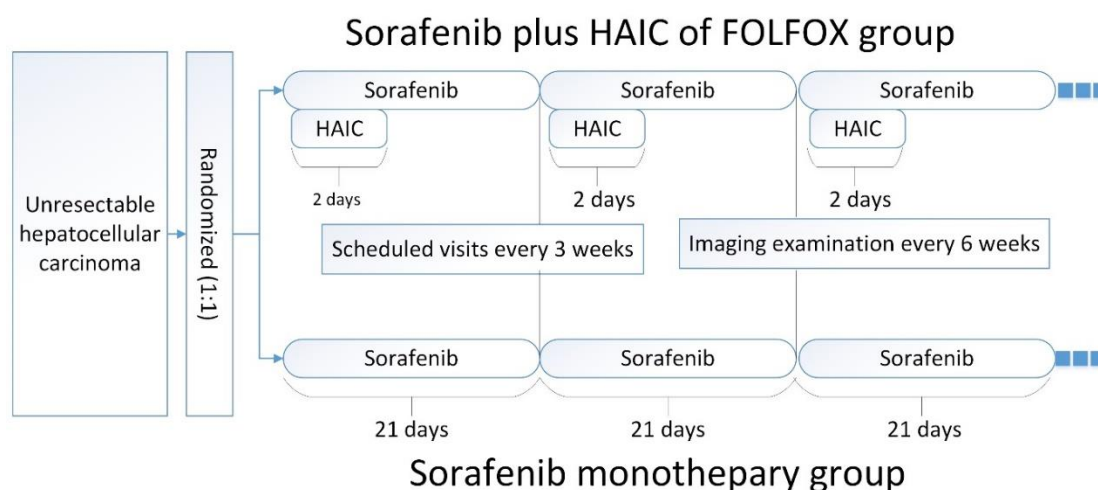 Sorafenib plus HAIC of FOLFOX group
Unresectable
hepatocellular
carcinoma
Randomized (1:1)
Sorafenib
Sorafenib
Sorafenib
HAIC
HAIC
HAIC
2 days
2 days
2 days
Scheduled visits every 3 weeks
Imaging examination every 6 weeks
Sorafenib
Sorafenib
Sorafenib
21 days
21 days
21 days
Sorafenib monothepary group